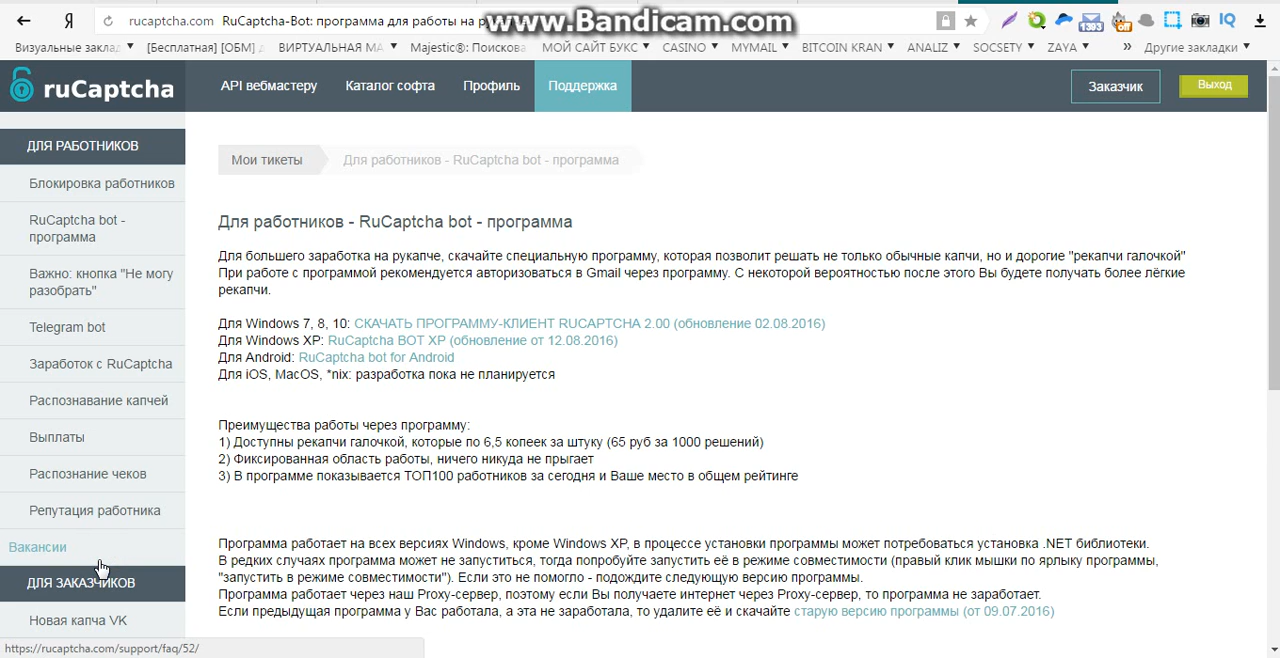 Я
rucaptcha.com RuCaptcha-Bot: программа для работы на
www.Bandicam.com
Визуальные заклад
[Бесплатная] [ОБМ]
ВИРТУАЛЬНАЯ МА
Majestic®: Поискова
МОЙ САЙТ БУКС
CASINO
MYMAIL
BITCOIN KRAN
ANALIZ
SOCSETY
ZAYA
»
Другие закладки
IQ
ruCaptcha
API вебмастеру
Каталог софта
Профиль
Поддержка
Заказчик
Выход
ДЛЯ РАБОТНИКОВ
Блокировка работников
RuCaptcha bot -
программа
Важно: кнопка "Не могу
разобрать"
Telegram bot
Заработок с RuCaptcha
Распознавание капчей
Выплаты
Распознание чеков
Репутация работника
Вакансии
ДЛЯ ЗАКАЗЧИКОВ
Новая капча VK
https://rucaptcha.com/support/faq/52/
Мои тикеты
Для работников - RuCaptcha bot - программа
Для работников - RuCaptcha bot - программа
Для большего заработка на рукапче, скачайте специальную программу, которая позволит решать не только обычные капчи, но и дорогие "рекапчи галочкой"
При работе с программой рекомендуется авторизоваться в Gmail через программу. С некоторой вероятностью после этого Вы будете получать более лёгкие
рекапчи.
Для Windows 7, 8, 10: СКАЧАТЬ ПРОГРАММУ-КЛИЕНТ RUCAPTCHA 2.00 (обновление 02.08.2016)
Для Windows XP: RuCaptcha BOT XP (обновление от 12.08.2016)
Для Android: RuCaptcha bot for Android
Для iOS, MacOS, *nix: разработка пока не планируется
Преимущества работы через программу:
1) Доступны рекапчи галочкой, которые по 6,5 копеек за штуку (65 руб за 1000 решений)
2) Фиксированная область работы, ничего никуда не прыгает
3) В программе показывается ТОП100 работников за сегодня и Ваше место в общем рейтинге
Программа работает на всех версиях Windows, кроме Windows XP, в процессе установки программы может потребоваться установка .NET библиотеки.
В редких случаях программа может не запуститься, тогда попробуйте запустить её в режиме совместимости (правый клик мышки по ярлыку программы,
"запустить в режиме совместимости"). Если это не помогло - подождите следующую версию программы.
Программа работает через наш Proxy-сервер, поэтому если Вы получаете интернет через Proxy-сервер, то программа не заработает.
Если предыдущая программа у Вас работала, а эта не заработала, то удалите её и скачайте старую версию программы (от 09.07.2016)